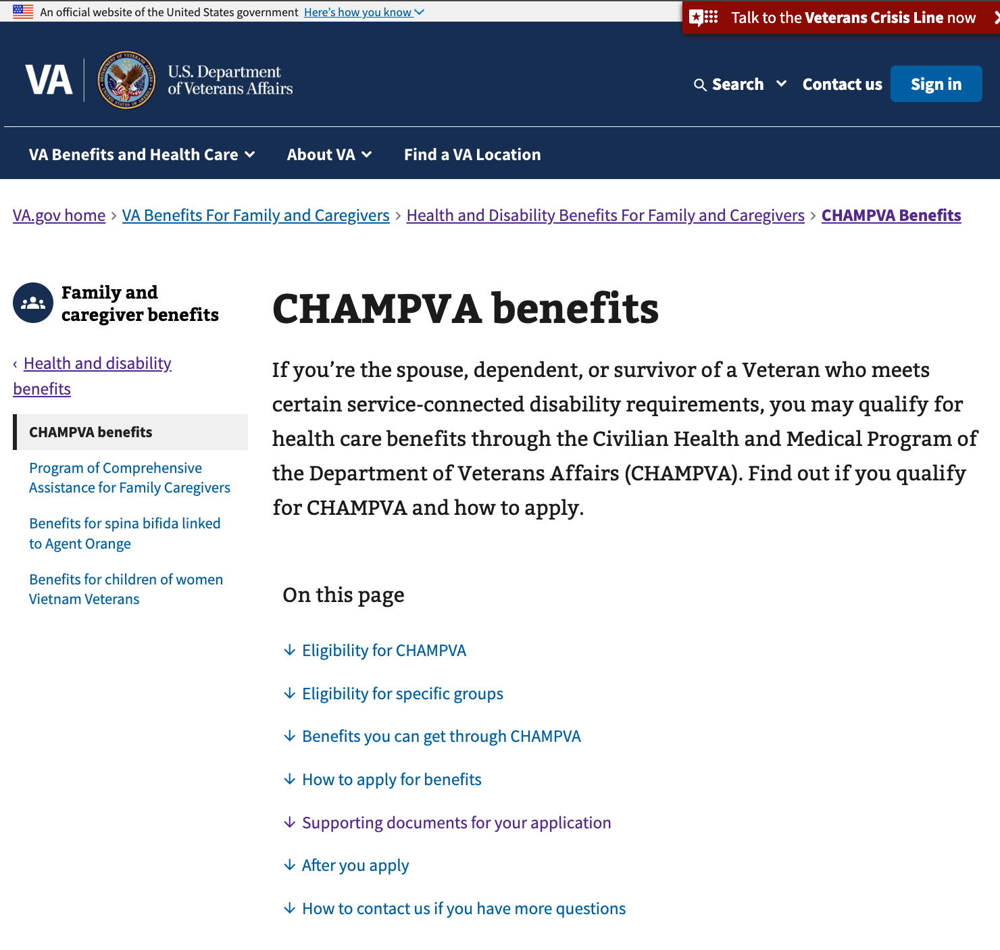 An official website of the United States government Here’s how you know
Talk to the Veterans Crisis Line now
VA
U.S. Department
of Veterans Affairs
Search
Contact us
Sign in
VA Benefits and Health Care
About VA
Find a VA Location
VA.gov home › VA Benefits For Family and Caregivers › Health and Disability Benefits For Family and Caregivers › CHAMPVA Benefits
Family and
caregiver benefits
‹ Health and disability
benefits
CHAMPVA benefits
Program of Comprehensive
Assistance for Family Caregivers
Benefits for spina bifida linked
to Agent Orange
Benefits for children of women
Vietnam Veterans
CHAMPVA benefits
If you’re the spouse, dependent, or survivor of a Veteran who meets
certain service-connected disability requirements, you may qualify for
health care benefits through the Civilian Health and Medical Program of
the Department of Veterans Affairs (CHAMPVA). Find out if you qualify
for CHAMPVA and how to apply.
On this page
↓ Eligibility for CHAMPVA
↓ Eligibility for specific groups
↓ Benefits you can get through CHAMPVA
↓ How to apply for benefits
↓ Supporting documents for your application
↓ After you apply
↓ How to contact us if you have more questions